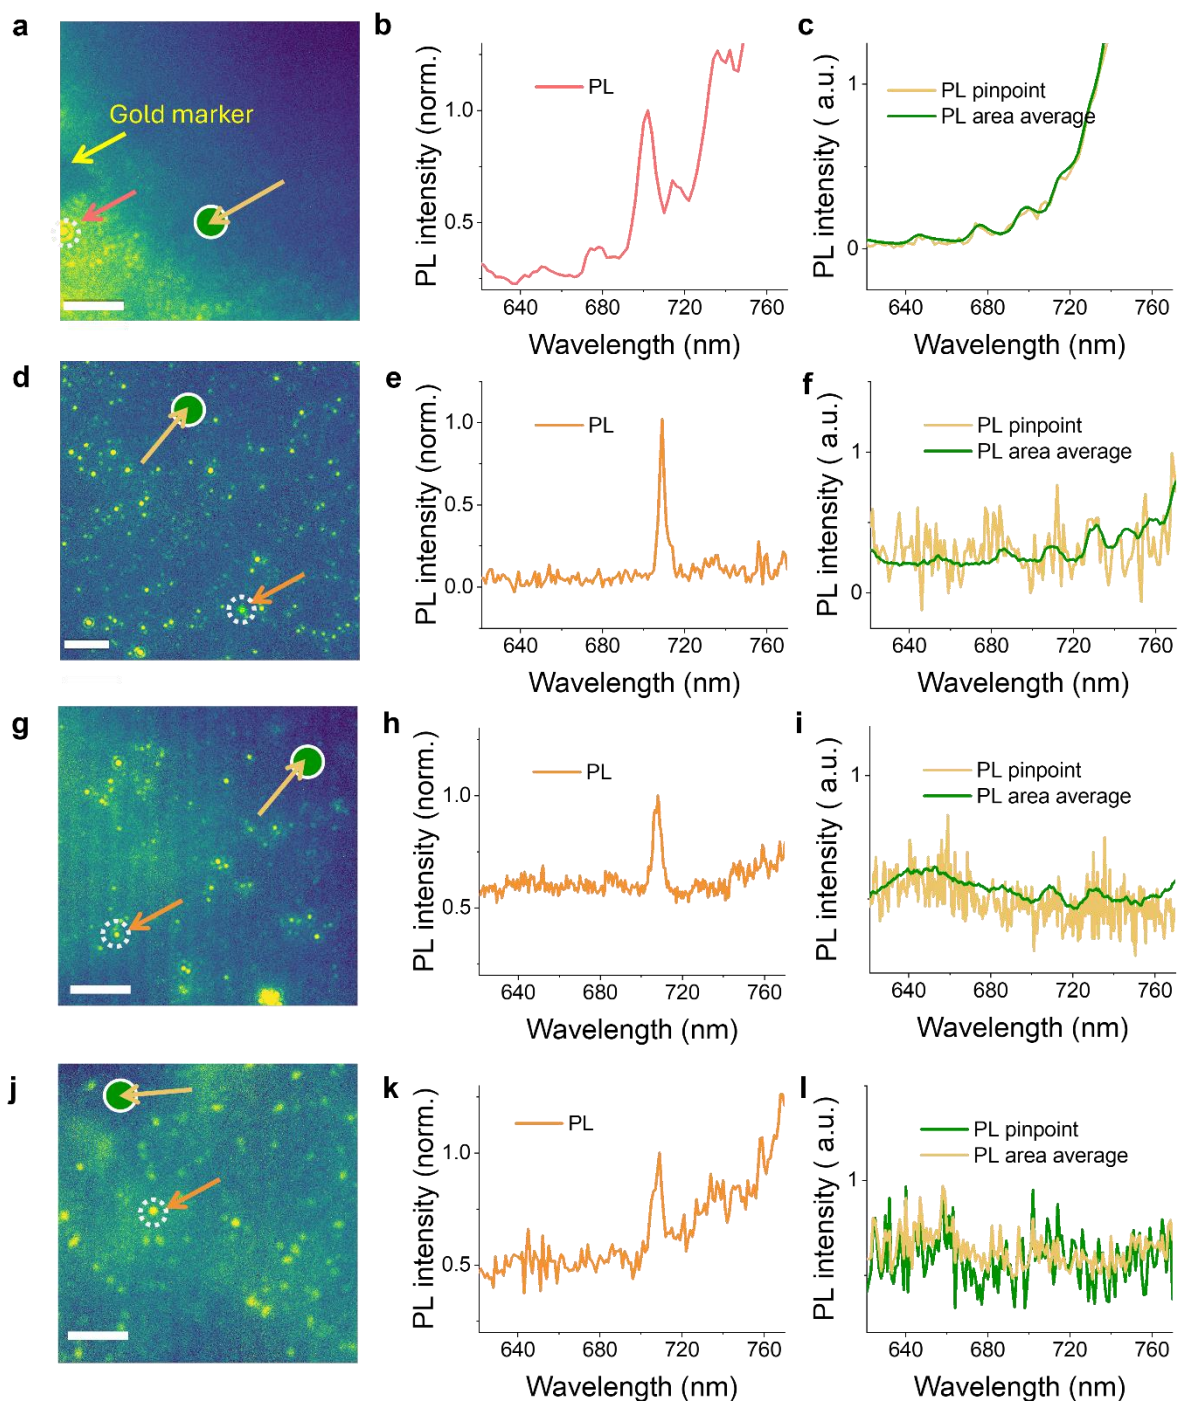 a
Gold marker
b
PL intensity (norm.)
1.0
0.5
PL
640 680 720 760
Wavelength (nm)
c
PL intensity ( a.u.)
1
0
PL pinpoint
PL area average
640 680 720 760
Wavelength (nm)
d
e
PL intensity (norm.)
1.0
0.5
0.0
PL
640 680 720 760
Wavelength (nm)
f
PL intensity ( a.u.)
1
0
PL pinpoint
PL area average
640 680 720 760
Wavelength (nm)
g
h
PL intensity (norm.)
1.0
0.5
PL
640 680 720 760
Wavelength (nm)
i
PL intensity ( a.u.)
1
PL pinpoint
PL area average
640 680 720 760
Wavelength (nm)
j
k
PL intensity (norm.)
1.0
0.5
PL
640 680 720 760
Wavelength (nm)
l
PL intensity ( a.u.)
1
PL pinpoint
PL area average
640 680 720 760
Wavelength (nm)